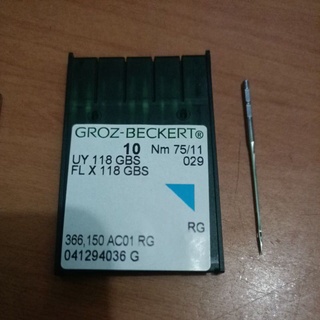 GROZ-BECKERT®
10 Nm 75/11
UY 118 GBS 029
FL X 118 GBS
RG
366,150 AC01 RG
041294036 G